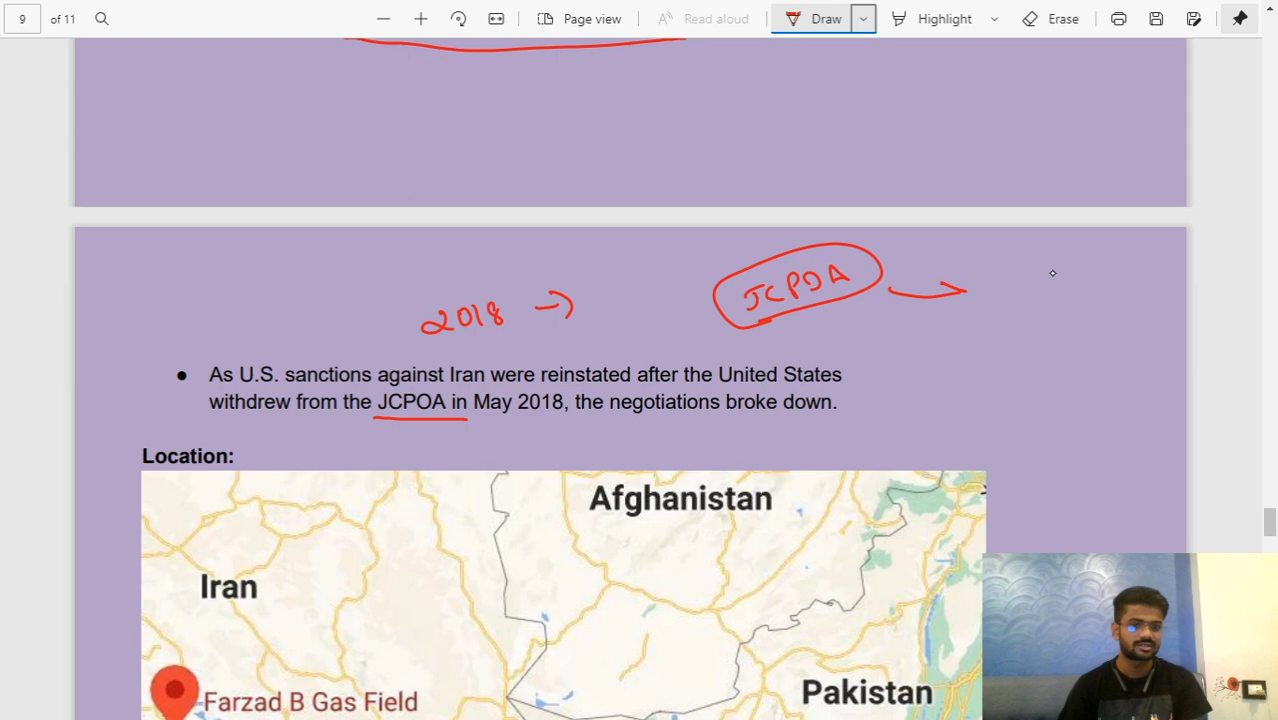 9 of 11 Page view Read aloud Draw Highlight Erase
JCPOA
2018 →
• As U.S. sanctions against Iran were reinstated after the United States
withdrew from the JCPOA in May 2018, the negotiations broke down.
Location:
Afghanistan
Iran
Pakistan
Farzad B Gas Field